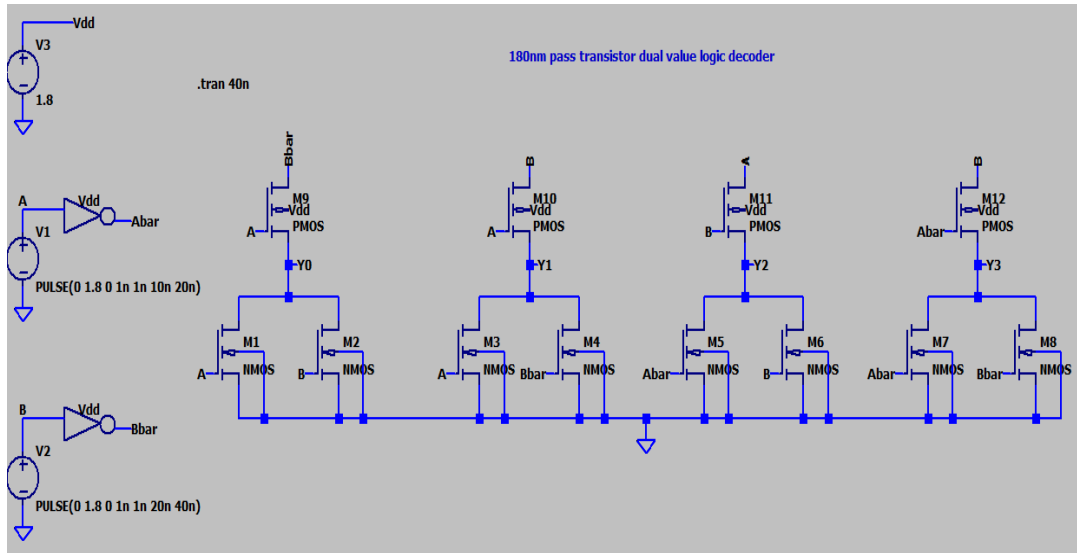 Vdd
V3
180nm pass transistor dual value logic decoder
.tran 40n
1.8
Bbar
B
A
B
M9
M10
M11
M12
Vdd
Vdd
Vdd
Vdd
PMOS
PMOS
PMOS
PMOS
A
A
B
Abar
A
Vdd
Abar
V1
PULSE(0 1.8 0 1n 1n 10n 20n)
Y0
Y1
Y2
Y3
M1
M2
M3
M4
M5
M6
M7
M8
NMOS
NMOS
NMOS
NMOS
NMOS
NMOS
NMOS
NMOS
A
B
A
Bbar
Abar
B
Abar
Bbar
B
Vdd
Bbar
V2
PULSE(0 1.8 0 1n 1n 20n 40n)